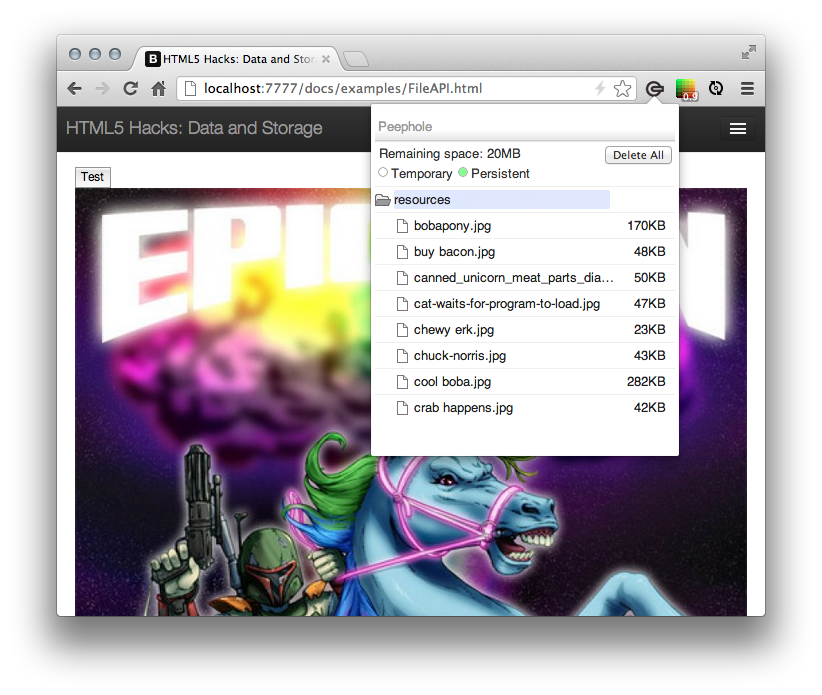 HTML5 Hacks: Data and Stor
localhost:7777/docs/examples/FileAPI.html
0.3
HTML5 Hacks: Data and Storage
Peephole
Remaining space: 20MB
Delete All
Temporary Persistent
Test
resources
bobapony.jpg 170KB
buy bacon.jpg 48KB
canned_unicorn_meat_parts_dia... 50KB
cat-waits-for-program-to-load.jpg 47KB
chewy erk.jpg 23KB
chuck-norris.jpg 43KB
cool boba.jpg 282KB
crab happens.jpg 42KB